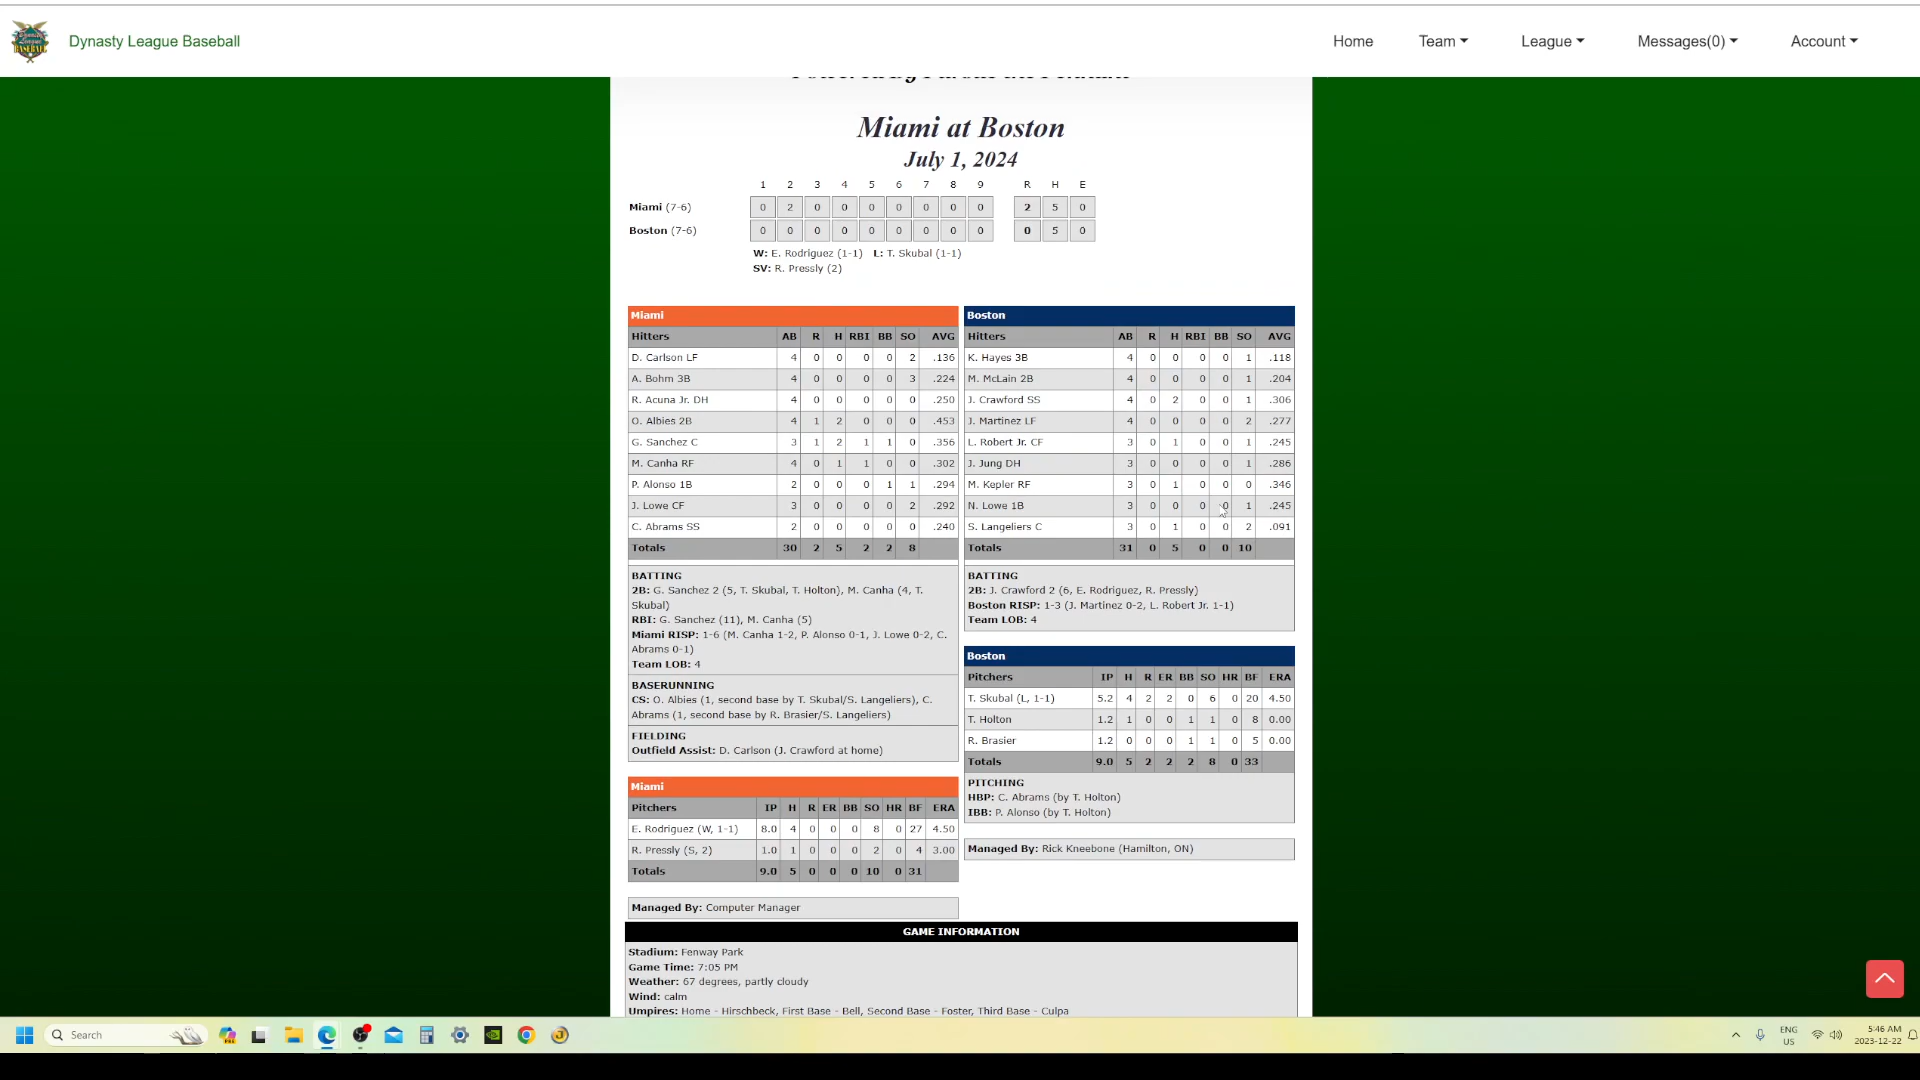 Dynasty League Baseball
Home Team League Messages(0) Account
Miami at Boston
July 1, 2024
1 2 3 4 5 6 7 8 9 R H E
Miami (7-6) 0 2 0 0 0 0 0 0 0 2 5 0
Boston (7-6) 0 0 0 0 0 0 0 0 0 0 5 0
W: E. Rodriguez (1-1) L: T. Skubal (1-1)
SV: R. Pressly (2)
Miami
Hitters AB R H RBI BB SO AVG
D. Carlson LF 4 0 0 0 0 2 .136
A. Bohm 3B 4 0 0 0 0 3 .224
R. Acuna Jr. DH 4 0 0 0 0 0 .250
O. Albies 2B 4 1 2 0 0 0 .453
G. Sanchez C 3 1 2 1 1 0 .356
M. Canha RF 4 0 1 1 0 0 .302
P. Alonso 1B 2 0 0 0 1 1 .294
J. Lowe CF 3 0 0 0 0 2 .292
C. Abrams SS 2 0 0 0 0 0 .240
Totals 30 2 5 2 2 8
BATTING
2B: G. Sanchez 2 (5, T. Skubal, T. Holton), M. Canha (4, T.
Skubal)
RBI: G. Sanchez (11), M. Canha (5)
Miami RISP: 1-6 (M. Canha 1-2, P. Alonso 0-1, J. Lowe 0-2, C.
Abrams 0-1)
Team LOB: 4
BASERUNNING
CS: O. Albies (1, second base by T. Skubal/S. Langeliers), C.
Abrams (1, second base by R. Brasier/S. Langeliers)
FIELDING
Outfield Assist: D. Carlson (J. Crawford at home)
Miami
Pitchers IP H R ER BB SO HR BF ERA
E. Rodriguez (W, 1-1) 8.0 4 0 0 0 8 0 27 4.50
R. Pressly (S, 2) 1.0 1 0 0 0 2 0 4 3.00
Totals 9.0 5 0 0 0 10 0 31
Managed By: Computer Manager
Boston
Hitters AB R H RBI BB SO AVG
K. Hayes 3B 4 0 0 0 0 1 .118
M. McLain 2B 4 0 0 0 0 1 .204
J. Crawford SS 4 0 2 0 0 1 .306
J. Martinez LF 4 0 0 0 0 2 .277
L. Robert Jr. CF 3 0 1 0 0 1 .245
J. Jung DH 3 0 0 0 0 1 .286
M. Kepler RF 3 0 1 0 0 0 .346
N. Lowe 1B 3 0 0 0 0 1 .245
S. Langeliers C 3 0 1 0 0 2 .091
Totals 31 0 5 0 0 10
BATTING
2B: J. Crawford 2 (6, E. Rodriguez, R. Pressly)
Boston RISP: 1-3 (J. Martinez 0-2, L. Robert Jr. 1-1)
Team LOB: 4
Boston
Pitchers IP H R ER BB SO HR BF ERA
T. Skubal (L, 1-1) 5.2 4 2 2 0 6 0 20 4.50
T. Holton 1.2 1 0 0 1 1 0 8 0.00
R. Brasier 1.2 0 0 0 1 1 0 5 0.00
Totals 9.0 5 2 2 2 8 0 33
PITCHING
HBP: C. Abrams (by T. Holton)
IBB: P. Alonso (by T. Holton)
Managed By: Rick Kneebone (Hamilton, ON)
GAME INFORMATION
Stadium: Fenway Park
Game Time: 7:05 PM
Weather: 67 degrees, partly cloudy
Wind: calm
Umpires: Home - Hirschbeck, First Base - Bell, Second Base - Foster, Third Base - Culpa
Search
ENG
US
5:46 AM
2023-12-22